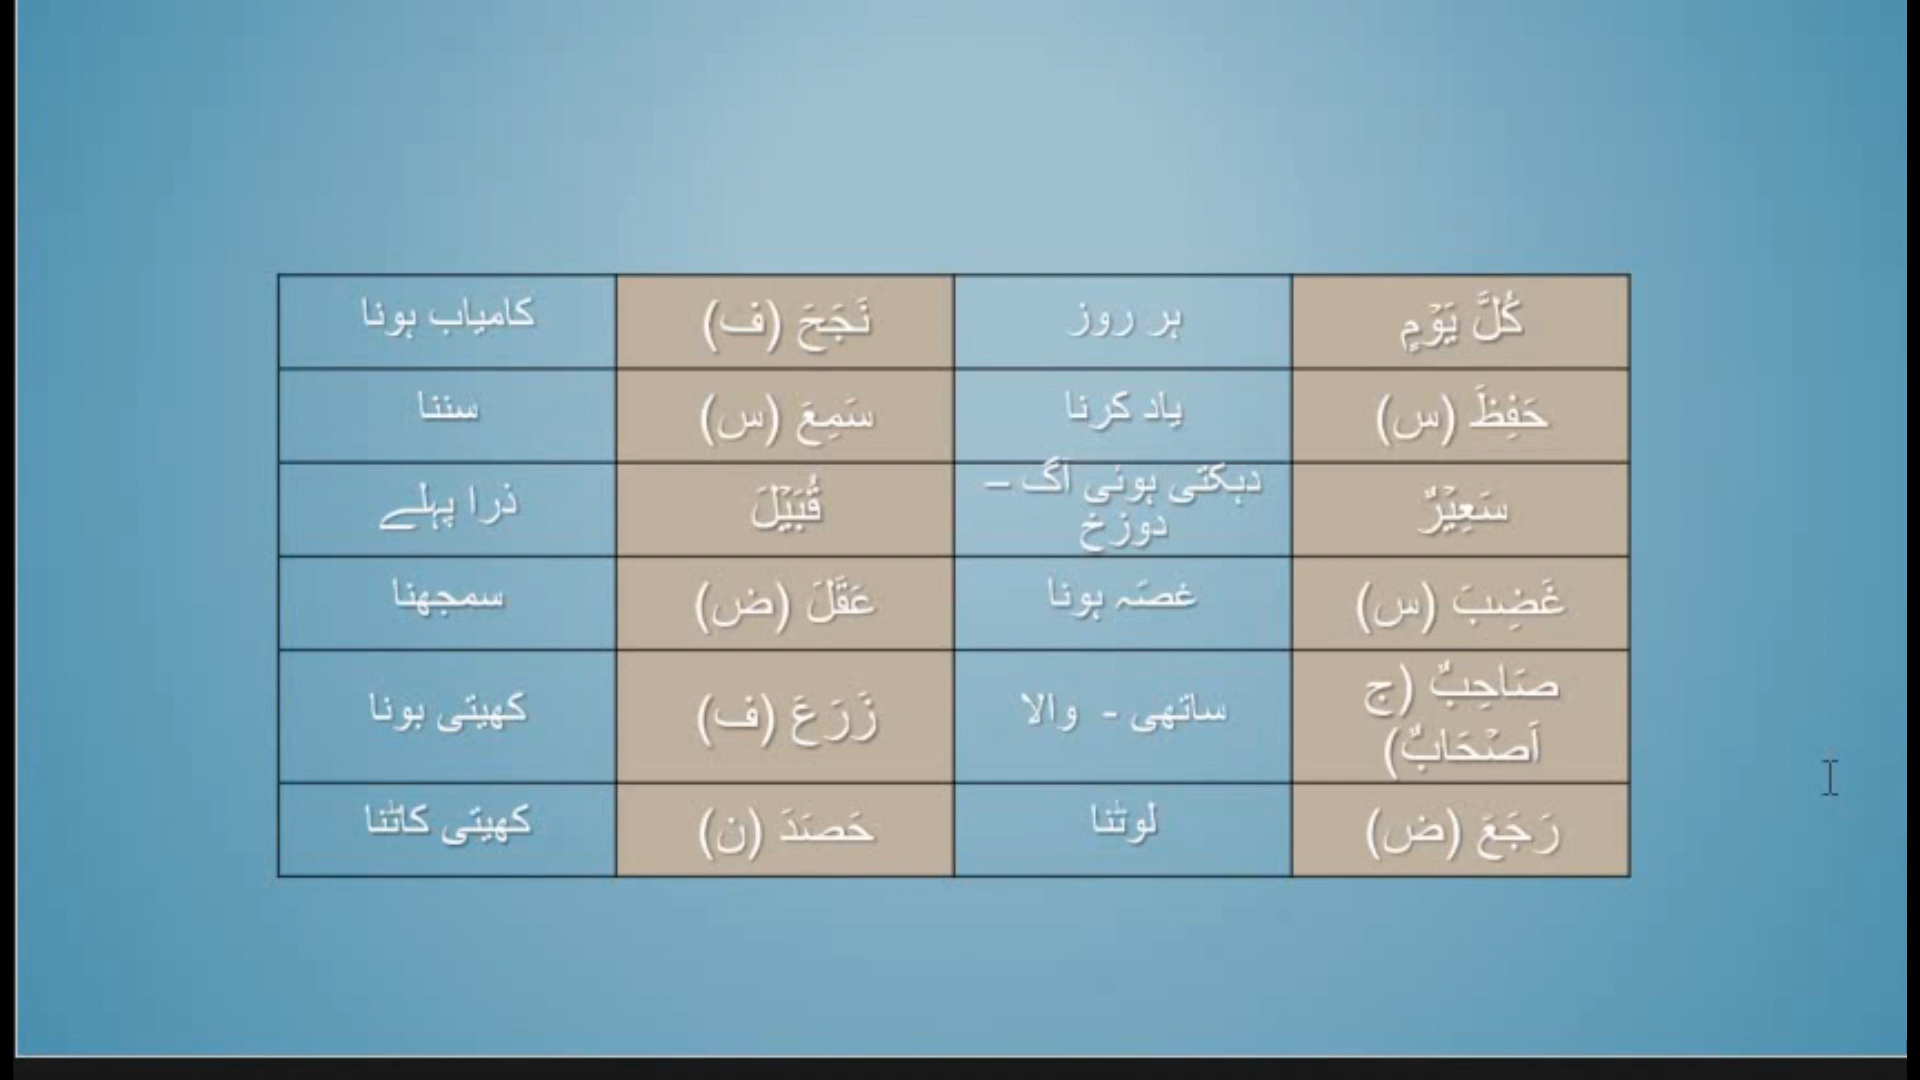 كُلَّ يَوْمٍ
ہر روز
نَجَحَ (ف)
کامیاب ہونا
حَفِظَ (س)
یاد کرنا
سَمِعَ (س)
سننا
سَعِيْرٌ
دہکتی ہوئی آگ –
دوزخ
قُبَيْلَ
ذرا پہلے
غَضِبَ (س)
غصّہ ہونا
عَقَلَ (ض)
سمجھنا
صَاحِبٌ (ج
اَصْحَابٌ)
ساتھی - والا
زَرَعَ (ف)
کھیتی بونا
رَجَعَ (ض)
لوٹنا
حَصَدَ (ن)
کھیتی کاٹنا